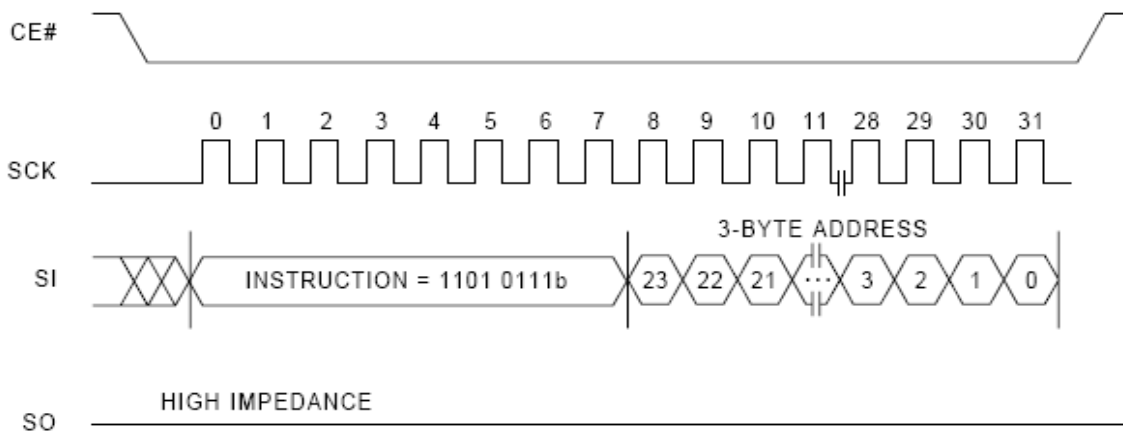 CE#
0 1 2 3 4 5 6 7 8 9 10 11 28 29 30 31
SCK
3-BYTE ADDRESS
SI INSTRUCTION = 1101 0111b 23 22 21 ... 3 2 1 0
HIGH IMPEDANCE
SO